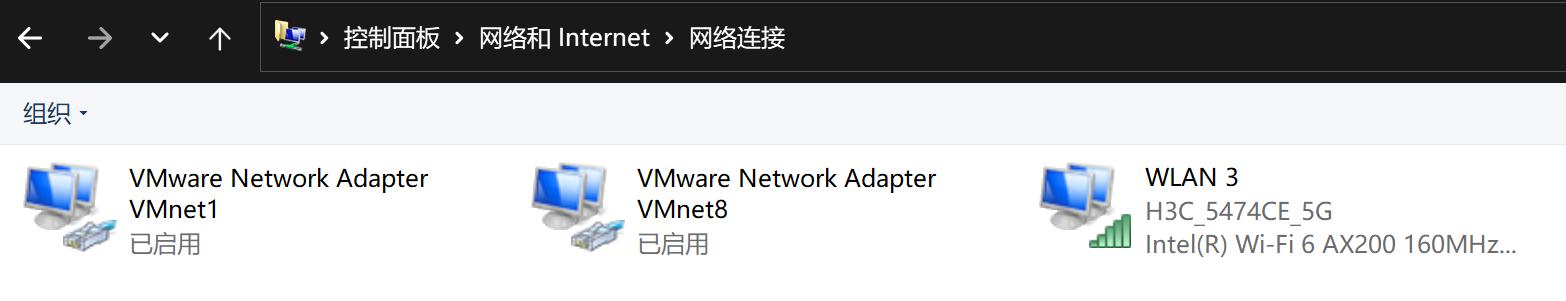 控制面板 > 网络和 Internet > 网络连接
组织
VMware Network Adapter
VMnet1
已启用
VMware Network Adapter
VMnet8
已启用
WLAN 3
H3C_5474CE_5G
Intel(R) Wi-Fi 6 AX200 160MHz...